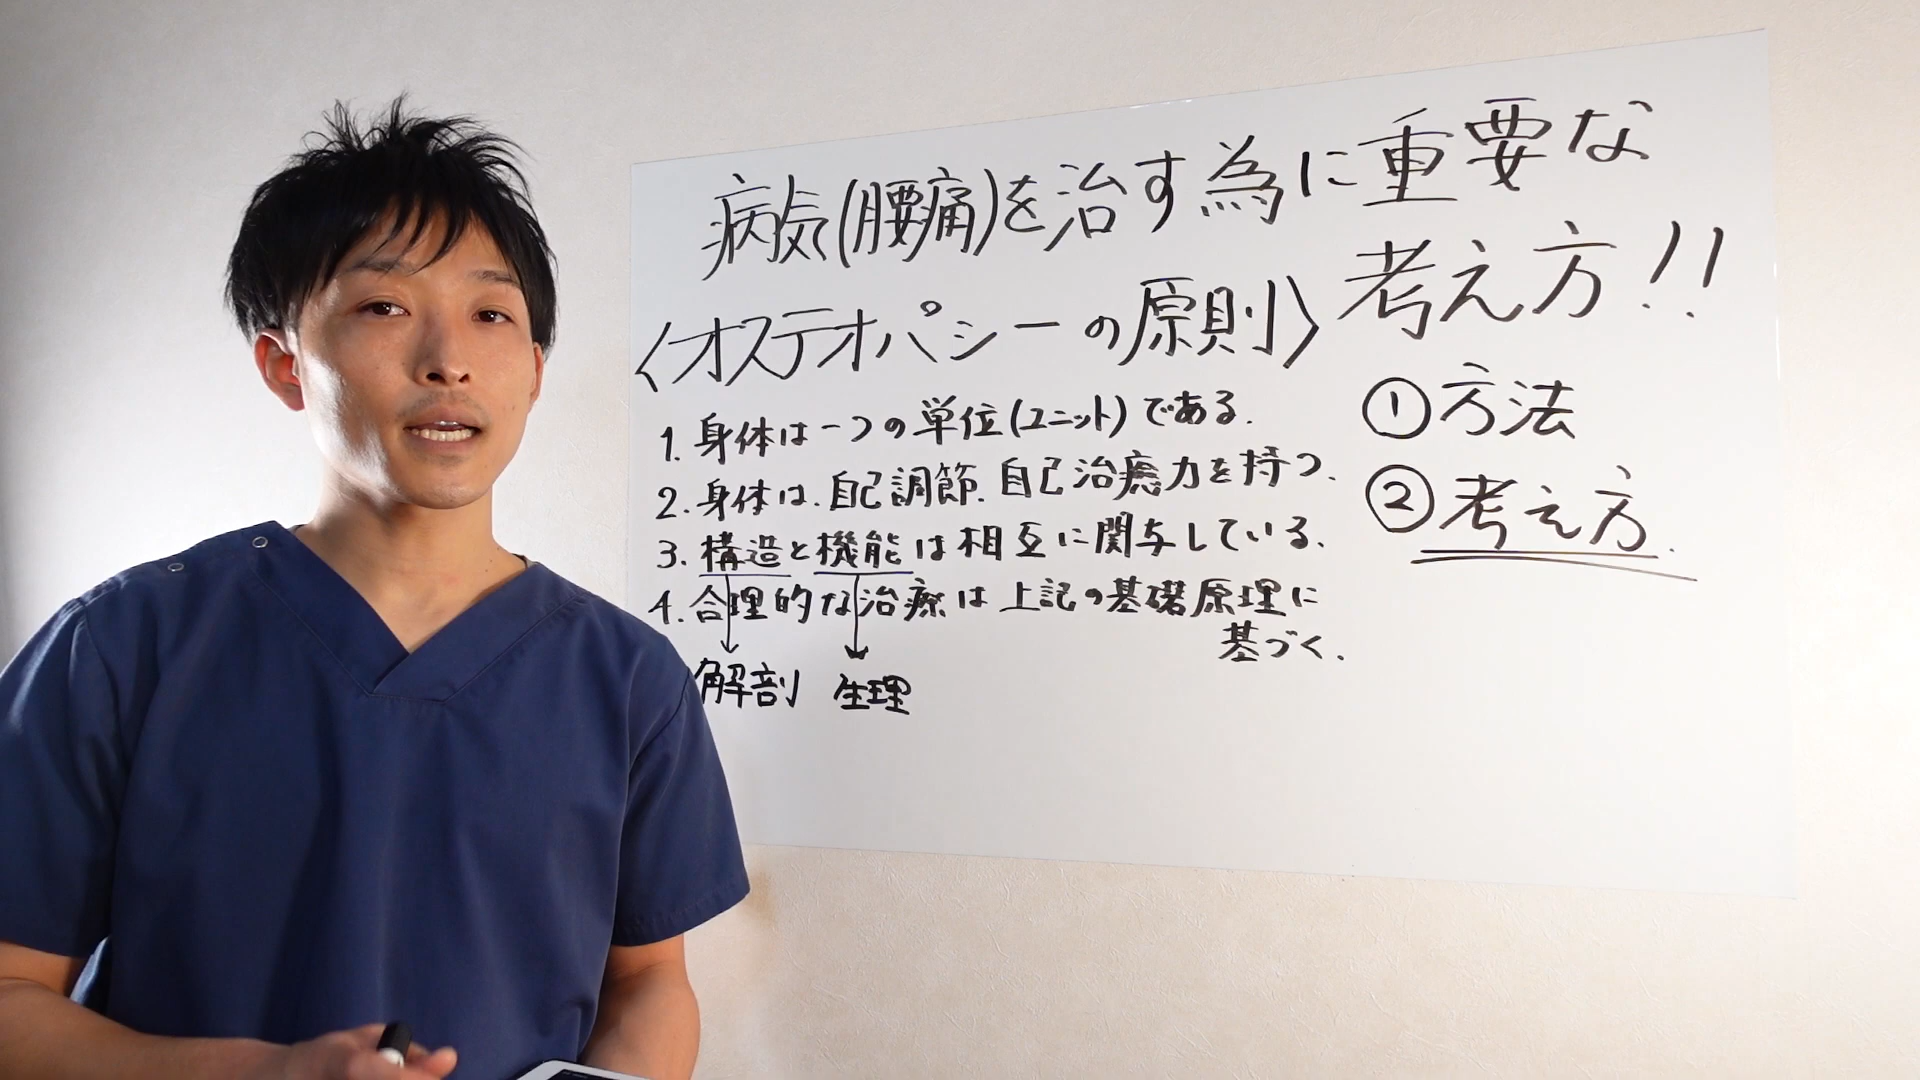 病気(腰痛)を治す為に重要な
考え方!!
〈オステオパシーの原則〉
1. 身体は一つの単位(ユニット)である.
2. 身体は.自己調節.自己治癒力を持つ.
3. 構造と機能は相互に関与している.
4. 合理的な治療は上記の基礎原理に
基づく.
解剖 生理
① 方法
② 考え方.